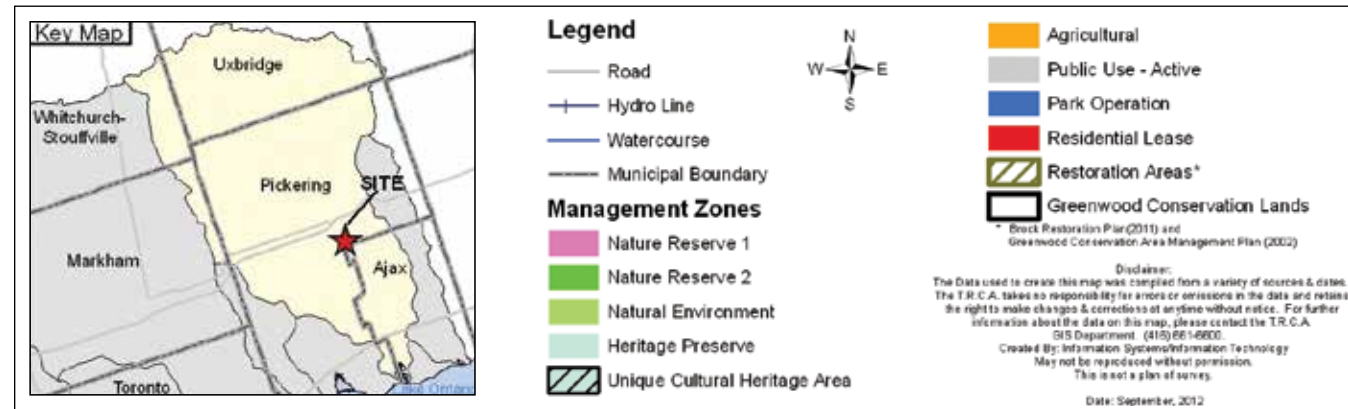 Key Map
Uxbridge
Whitchurch-
Stouffville
Pickering
SITE
Markham
Ajax
Toronto
Lake Ontario
Legend
Road
Hydro Line
Watercourse
Municipal Boundary
Management Zones
Nature Reserve 1
Nature Reserve 2
Natural Environment
Heritage Preserve
Unique Cultural Heritage Area
N
W E
S
Agricultural
Public Use - Active
Park Operation
Residential Lease
Restoration Areas*
Greenwood Conservation Lands
* Brock Restoration Plan (2011) and
Greenwood Conservation Area Management Plan (2002)
Disclaimer:
The Data used to create this map was compiled from a variety of sources & dates.
The T.R.C.A. takes no responsibility for errors or omissions in the data and retains
the right to make changes & corrections at anytime without notice. For further
information about the data on this map, please contact the T.R.C.A
GIS Department. (416) 661-6600.
Created By: Information Systems/Information Technology
May not be reproduced without permission.
This is not a plan of survey.
Date: September, 2012